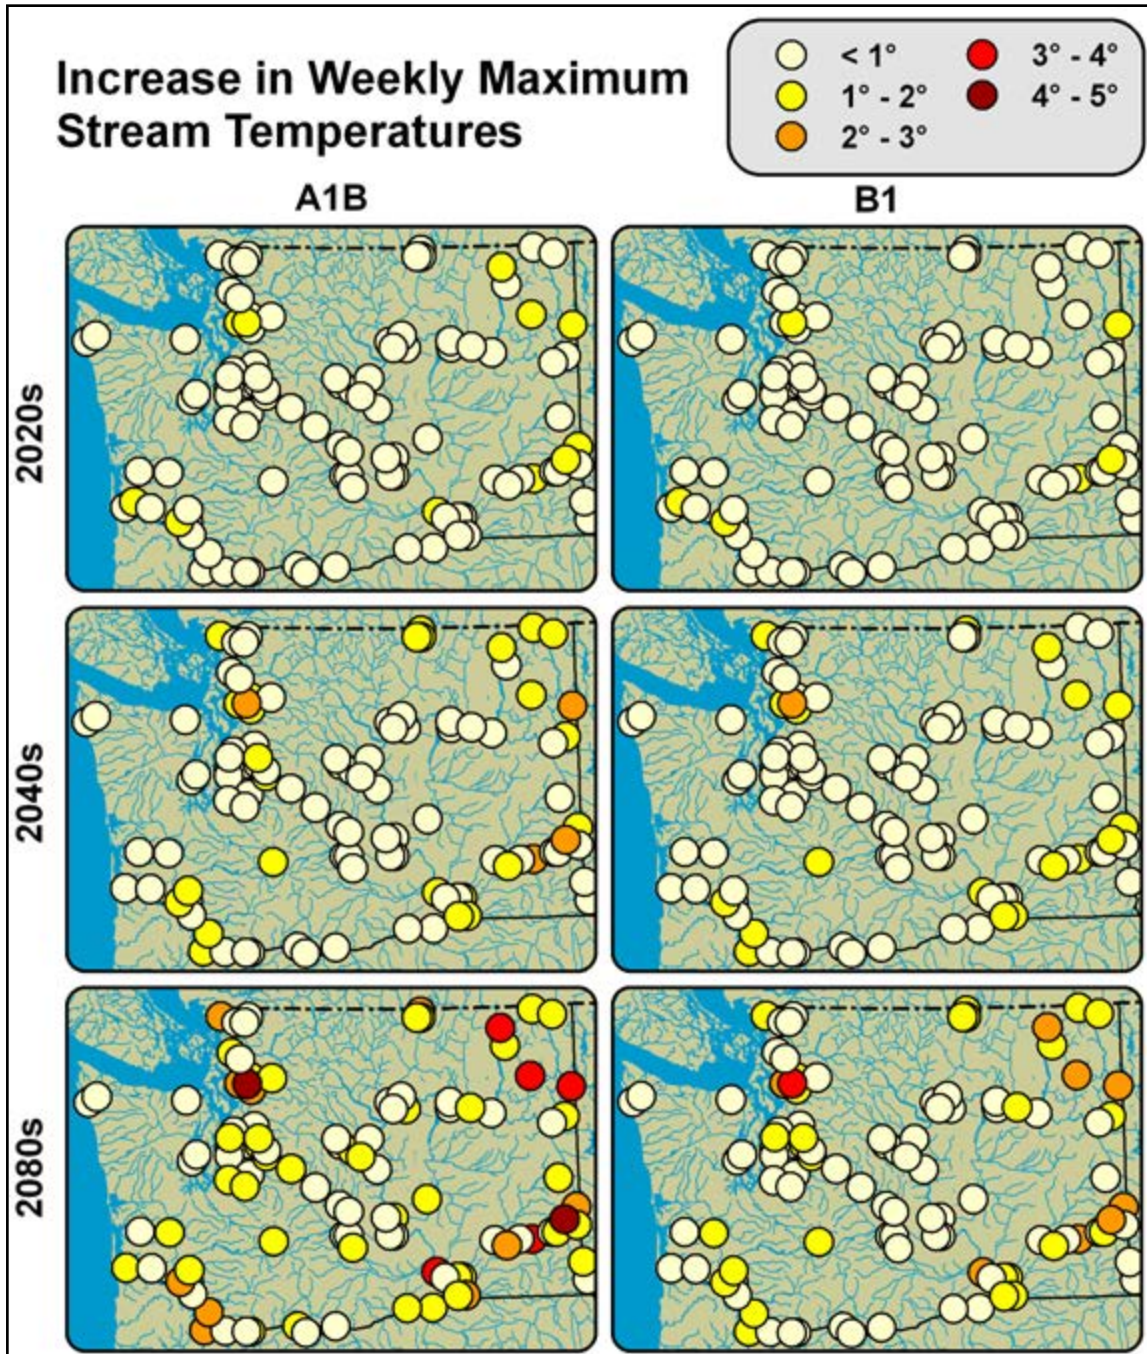 Increase in Weekly Maximum
Stream Temperatures
< 1°
1° - 2°
2° - 3°
3° - 4°
4° - 5°
A1B
B1
2020s
2040s
2080s